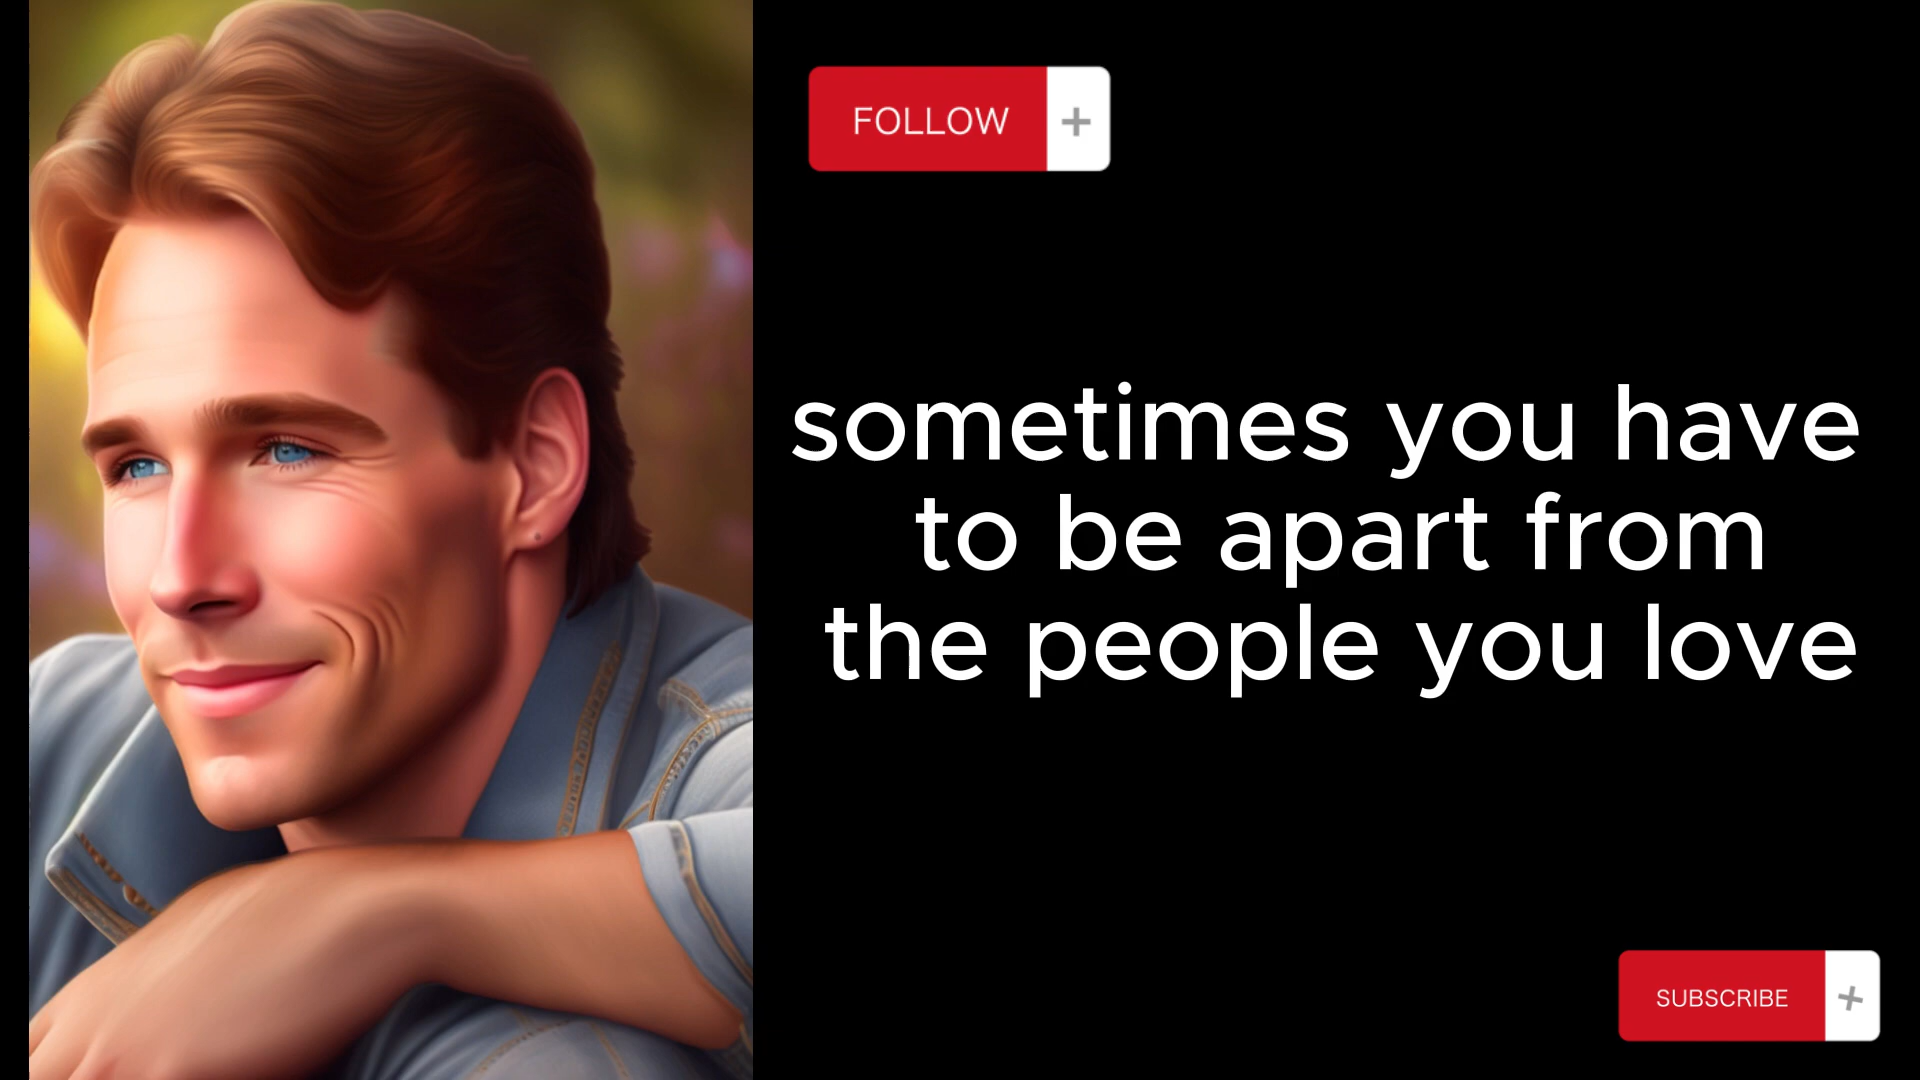 FOLLOW
sometimes you have
to be apart from
the people you love
SUBSCRIBE